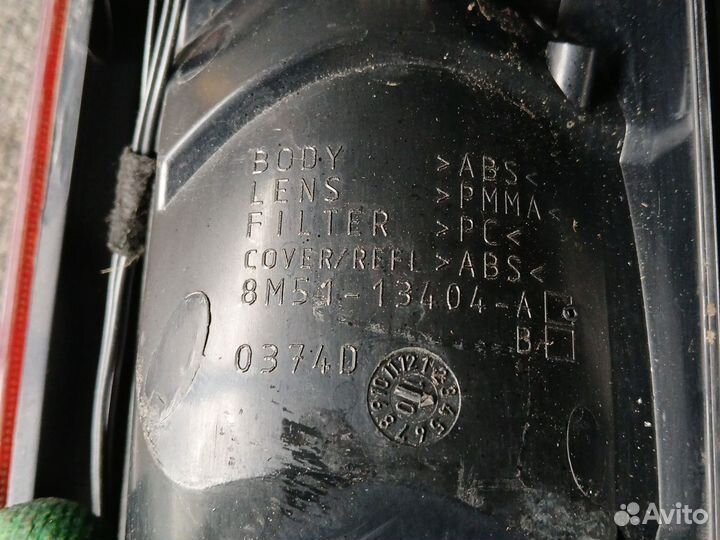 BODY >ABS<
LENS >PMMA<
FILTER >PC<
COVER/REFL >ABS<
8M51-13404-A
B
0374D
Avito